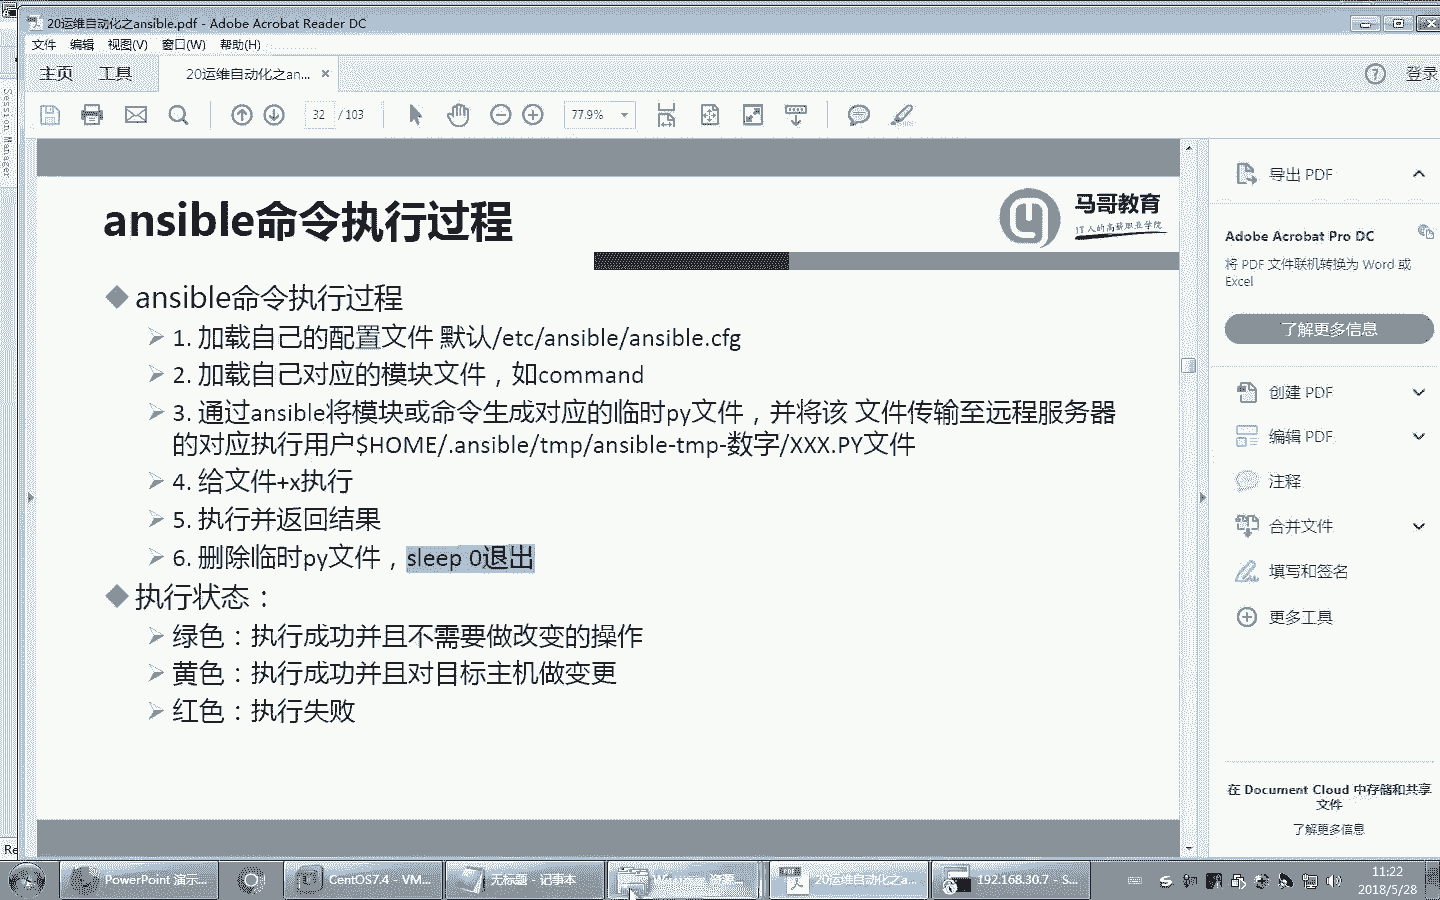 20运维自动化之ansible.pdf - Adobe Acrobat Reader DC
文件 编辑 视图(V) 窗口(W) 帮助(H)
主页 工具 20运维自动化之an... × 登录
32 / 103 77.9%
Session Manager
ansible命令执行过程
马哥教育
IT人的高薪职业学院
ansible命令执行过程
1. 加载自己的配置文件 默认/etc/ansible/ansible.cfg
2. 加载自己对应的模块文件，如command
3. 通过ansible将模块或命令生成对应的临时py文件，并将该 文件传输至远程服务器
的对应执行用户$HOME/.ansible/tmp/ansible-tmp-数字/XXX.PY文件
4. 给文件+x执行
5. 执行并返回结果
6. 删除临时py文件，sleep 0退出
执行状态：
绿色：执行成功并且不需要做改变的操作
黄色：执行成功并且对目标主机做变更
红色：执行失败
导出 PDF
Adobe Acrobat Pro DC
将 PDF 文件联机转换为 Word 或
Excel
了解更多信息
创建 PDF
编辑 PDF
注释
合并文件
填写和签名
更多工具
在 Document Cloud 中存储和共享
文件
了解更多信息
Re
PowerPoint 演示... CentOS7.4 - VM... 无标题 - 记事本 20运维自动化之a... 192.168.30.7 - S...
11:22
2018/5/28